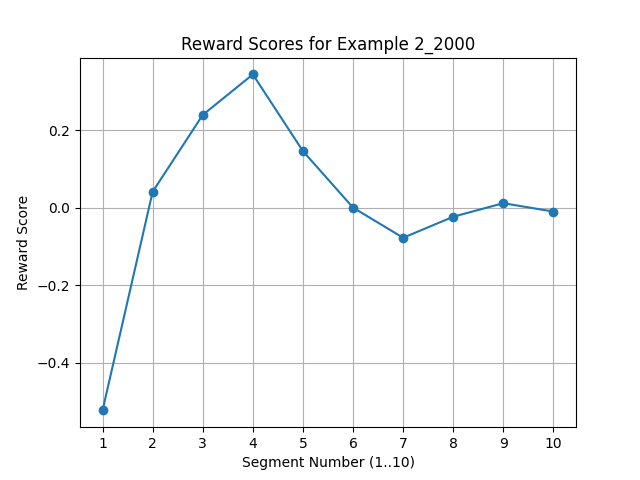 Reward Scores for Example 2_2000
Reward Score
0.2
0.0
−0.2
−0.4
1 2 3 4 5 6 7 8 9 10
Segment Number (1..10)